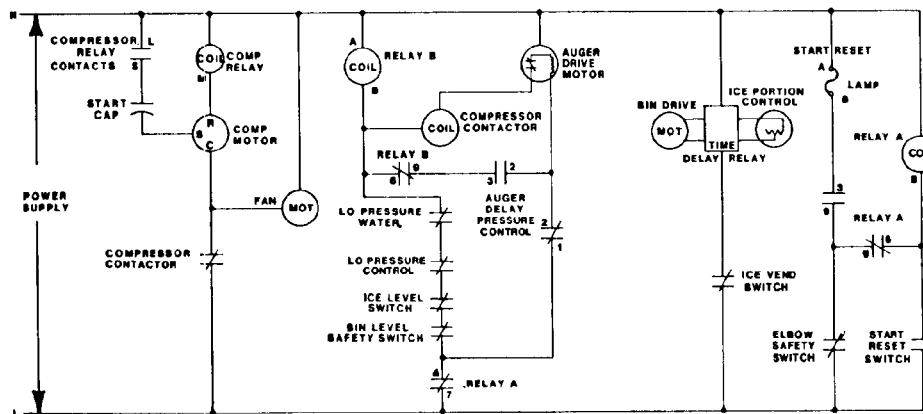 N
COMPRESSOR
RELAY
CONTACTS
L
S
COIL
COMP
RELAY
M
START
CAP
R
S
C
COMP
MOTOR
POWER
SUPPLY
FAN
MOT
COMPRESSOR
CONTACTOR
A
COIL
RELAY B
B
AUGER
DRIVE
MOTOR
COIL
COMPRESSOR
CONTACTOR
RELAY B
6
9
3
2
AUGER
DELAY
PRESSURE
CONTROL
2
1
LO PRESSURE
WATER
LO PRESSURE
CONTROL
ICE LEVEL
SWITCH
BIN LEVEL
SAFETY SWITCH
RELAY A
7
BIN DRIVE
MOT
ICE PORTION
CONTROL
TIME
DELAY RELAY
ICE VEND
SWITCH
START RESET
A
LAMP
B
RELAY A
CO
B
3
9
RELAY A
6
ELBOW
SAFETY
SWITCH
START
RESET
SWITCH
L